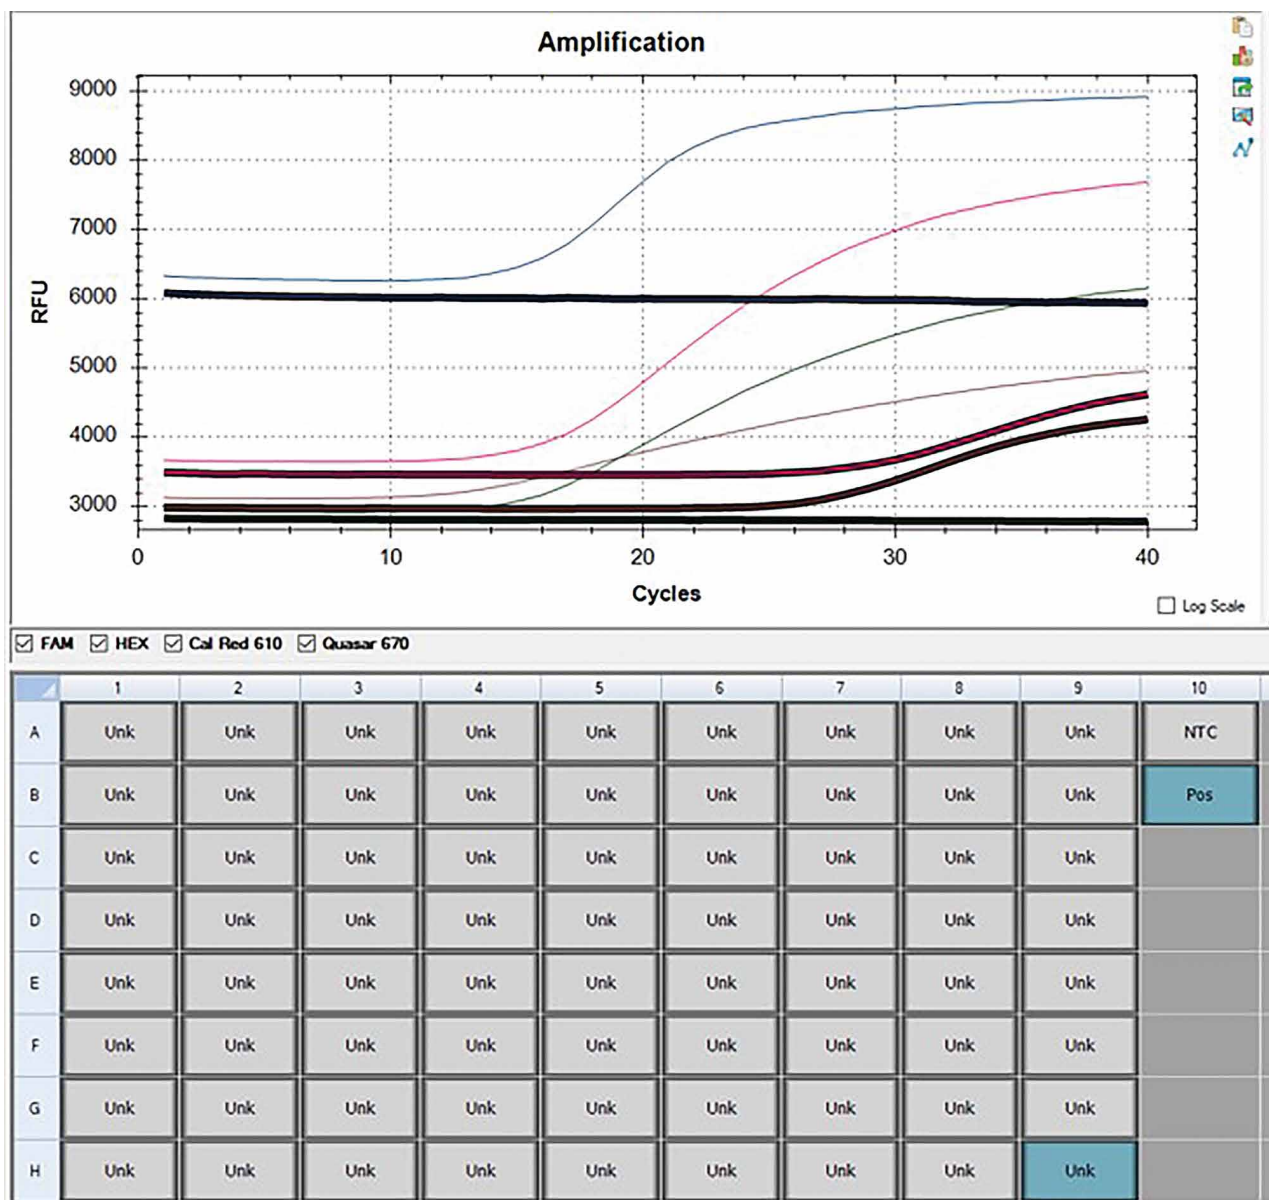 Amplification
9000
8000
7000
6000
5000
4000
3000
RFU
0 10 20 30 40
Cycles
Log Scale
FAM HEX Cal Red 610 Quasar 670
1 2 3 4 5 6 7 8 9 10
A Unk Unk Unk Unk Unk Unk Unk Unk Unk NTC
B Unk Unk Unk Unk Unk Unk Unk Unk Unk Pos
C Unk Unk Unk Unk Unk Unk Unk Unk Unk
D Unk Unk Unk Unk Unk Unk Unk Unk Unk
E Unk Unk Unk Unk Unk Unk Unk Unk Unk
F Unk Unk Unk Unk Unk Unk Unk Unk Unk
G Unk Unk Unk Unk Unk Unk Unk Unk Unk
H Unk Unk Unk Unk Unk Unk Unk Unk Unk